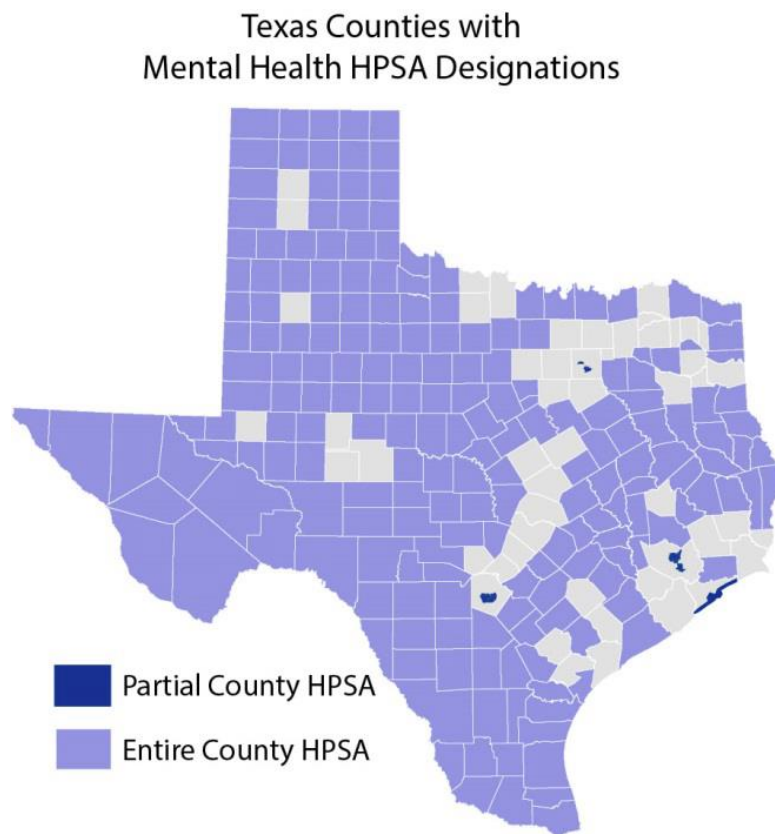 Texas Counties with
Mental Health HPSA Designations
Partial County HPSA
Entire County HPSA